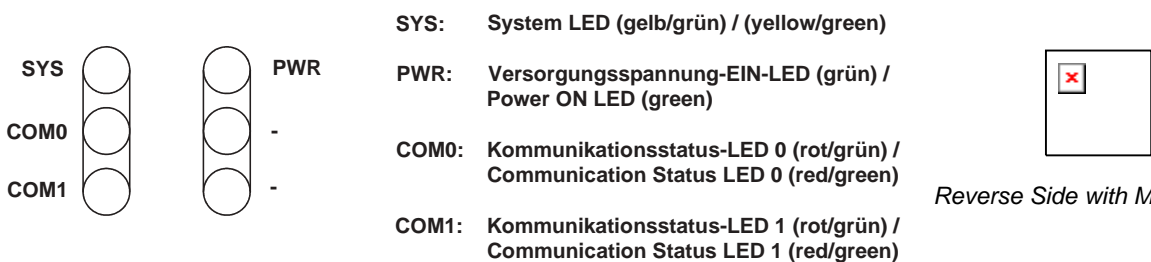 SYS
COM0
COM1
PWR
-
-
SYS: System LED (gelb/grün) / (yellow/green)
PWR: Versorgungsspannung-EIN-LED (grün) /
Power ON LED (green)
COM0: Kommunikationsstatus-LED 0 (rot/grün) /
Communication Status LED 0 (red/green)
COM1: Kommunikationsstatus-LED 1 (rot/grün) /
Communication Status LED 1 (red/green)
Reverse Side with M